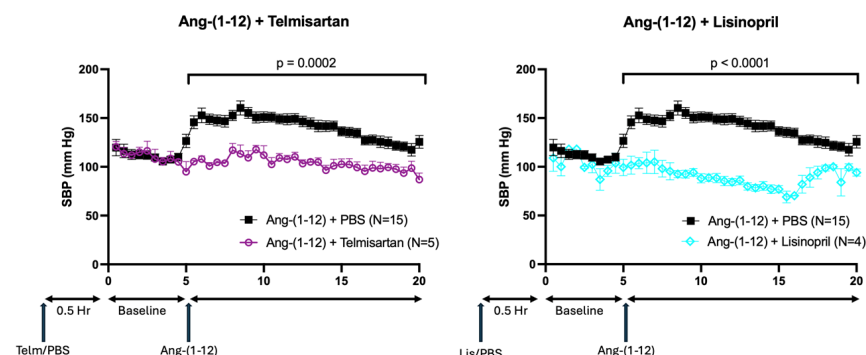 Ang-(1-12) + Telmisartan
p = 0.0002
200
150
100
50
0
SBP (mm Hg)
Ang-(1-12) + PBS (N=15)
Ang-(1-12) + Telmisartan (N=5)
0 5 10 15 20
0.5 Hr
Baseline
Telm/PBS
Ang-(1-12)
Ang-(1-12) + Lisinopril
p < 0.0001
200
150
100
50
0
SBP (mm Hg)
Ang-(1-12) + PBS (N=15)
Ang-(1-12) + Lisinopril (N=4)
0 5 10 15 20
0.5 Hr
Baseline
Lis/PBS
Ang-(1-12)